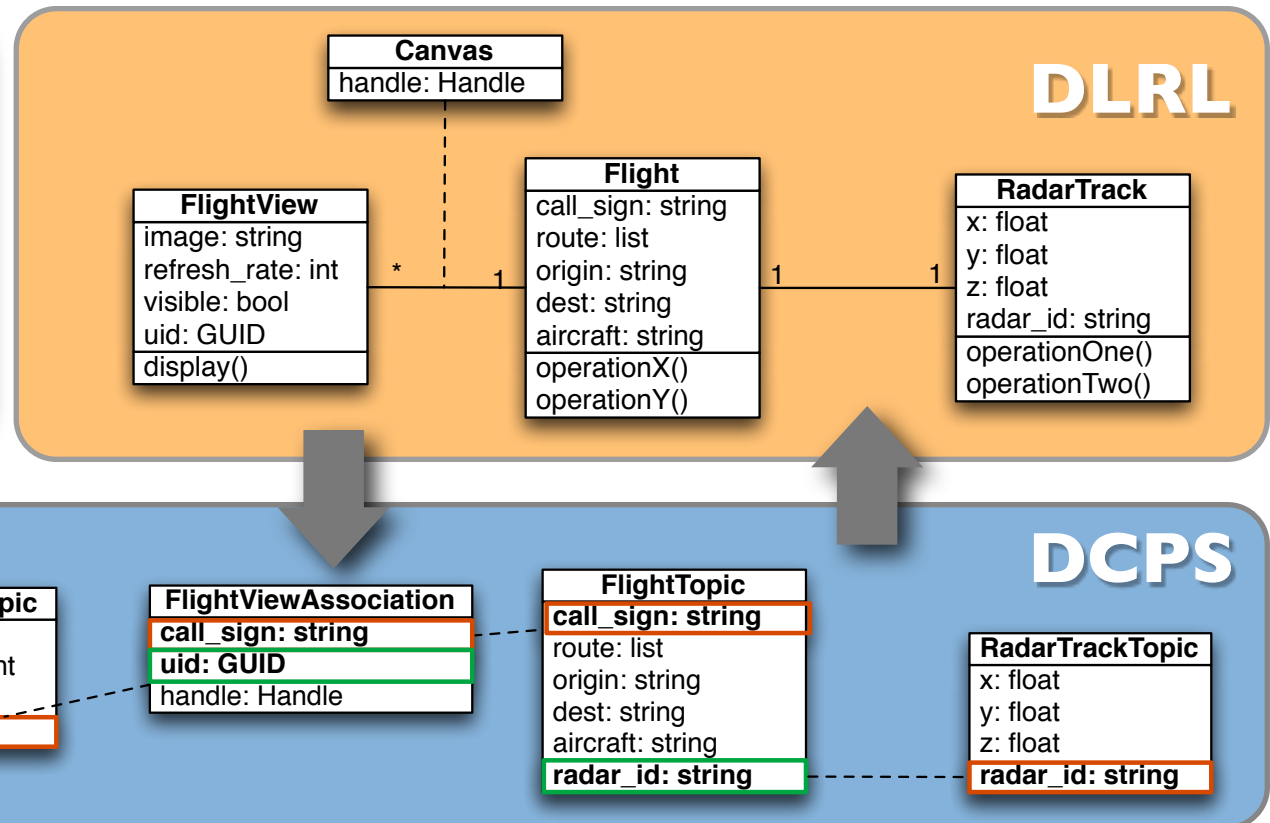 DLRL
Canvas
handle: Handle
FlightView
image: string
refresh_rate: int
visible: bool
uid: GUID
display()
*
1
Flight
call_sign: string
route: list
origin: string
dest: string
aircraft: string
operationX()
operationY()
1
1
RadarTrack
x: float
y: float
z: float
radar_id: string
operationOne()
operationTwo()
DCPS
FlightViewAssociation
call_sign: string
uid: GUID
handle: Handle
FlightTopic
call_sign: string
route: list
origin: string
dest: string
aircraft: string
radar_id: string
RadarTrackTopic
x: float
y: float
z: float
radar_id: string